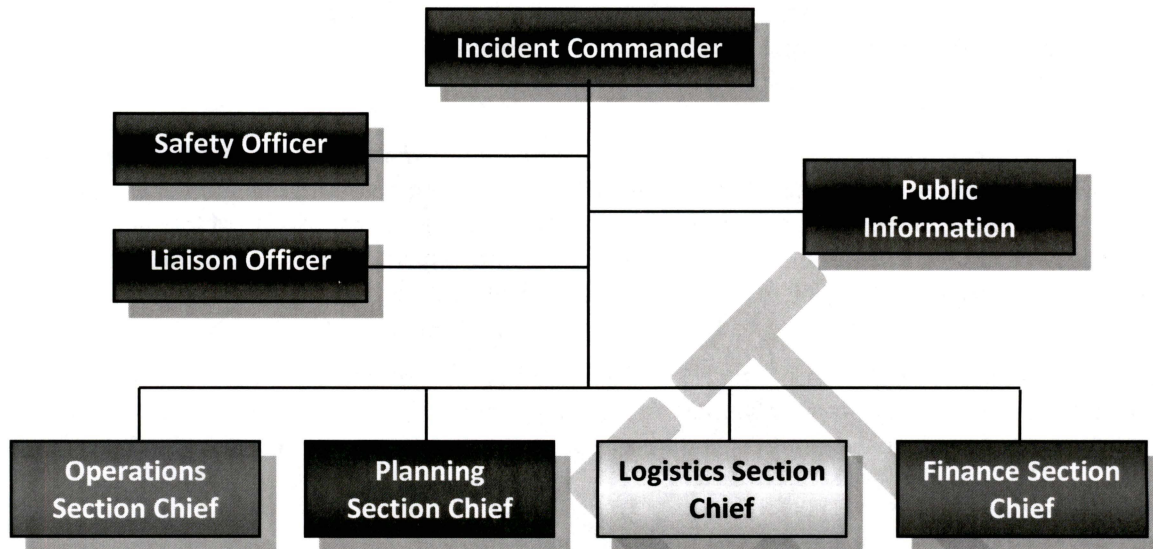 Incident Commander
Safety Officer
Public
Information
Liaison Officer
Operations
Section Chief
Planning
Section Chief
Logistics Section
Chief
Finance Section
Chief